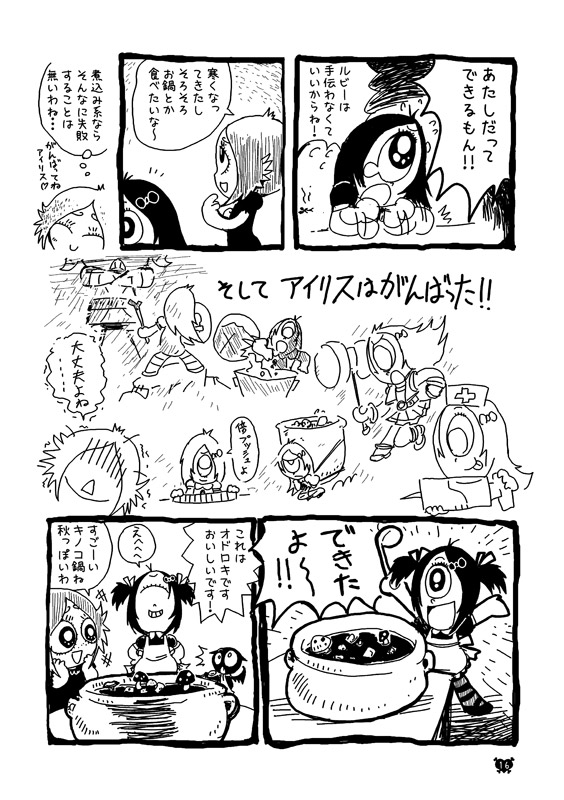 あたしだって
できるもん!!
ルビーは
手伝わなくて
いいからね!
寒くなっ
てきたし
そろそろ
お鍋とか
食べたいな〜
煮込み系なら
そんなに失敗
することは
無いわね…
がんばってね
アイリス♡
そして アイリスはがんばった!!
大丈夫よね
……
倍プッシュよ
できた
よ〜!!
これは
オドロキです
おいしいです!
えへへ
すごーい
キノコ鍋ね
秋っぽいわ
16